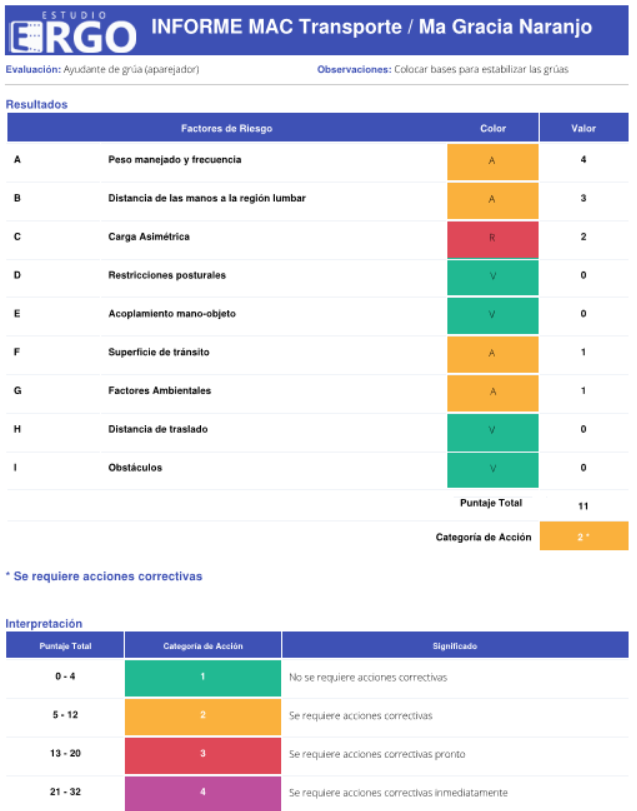 ESTUDIO
ERGO
INFORME MAC Transporte / Ma Gracia Naranjo
Evaluación: Ayudante de grúa (aparejador) Observaciones: Colocar bases para estabilizar las grúas
Resultados
Factores de Riesgo Color Valor
A Peso manejado y frecuencia A 4
B Distancia de las manos a la región lumbar A 3
C Carga Asimétrica R 2
D Restricciones posturales V 0
E Acoplamiento mano-objeto V 0
F Superficie de tránsito A 1
G Factores Ambientales A 1
H Distancia de traslado V 0
I Obstáculos V 0
Puntaje Total 11
Categoría de Acción 2 *
* Se requiere acciones correctivas
Interpretación
Puntaje Total Categoría de Acción Significado
0 - 4 1 No se requiere acciones correctivas
5 - 12 2 Se requiere acciones correctivas
13 - 20 3 Se requiere acciones correctivas pronto
21 - 32 4 Se requiere acciones correctivas inmediatamente